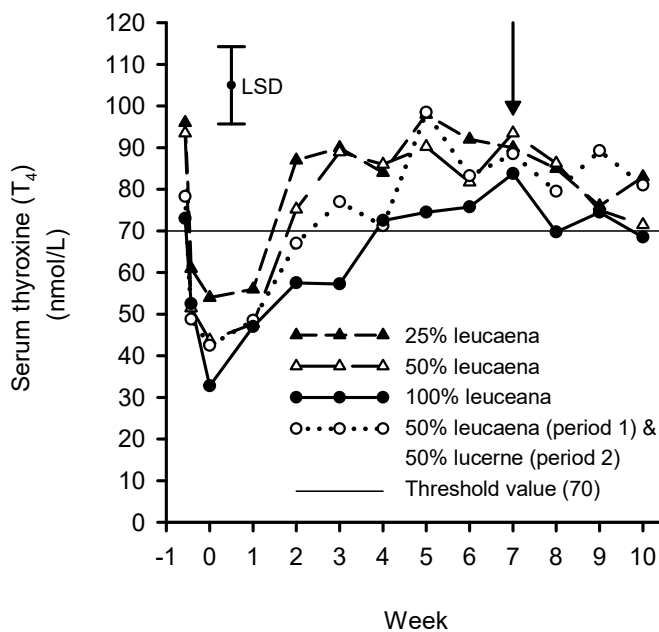 Serum thyroxine (T4)
(nmol/L)
120
110
100
90
80
70
60
50
40
30
20
10
0
LSD
25% leucaena
50% leucaena
100% leuceana
50% leucaena (period 1) &
50% lucerne (period 2)
Threshold value (70)
-1 0 1 2 3 4 5 6 7 8 9 10
Week